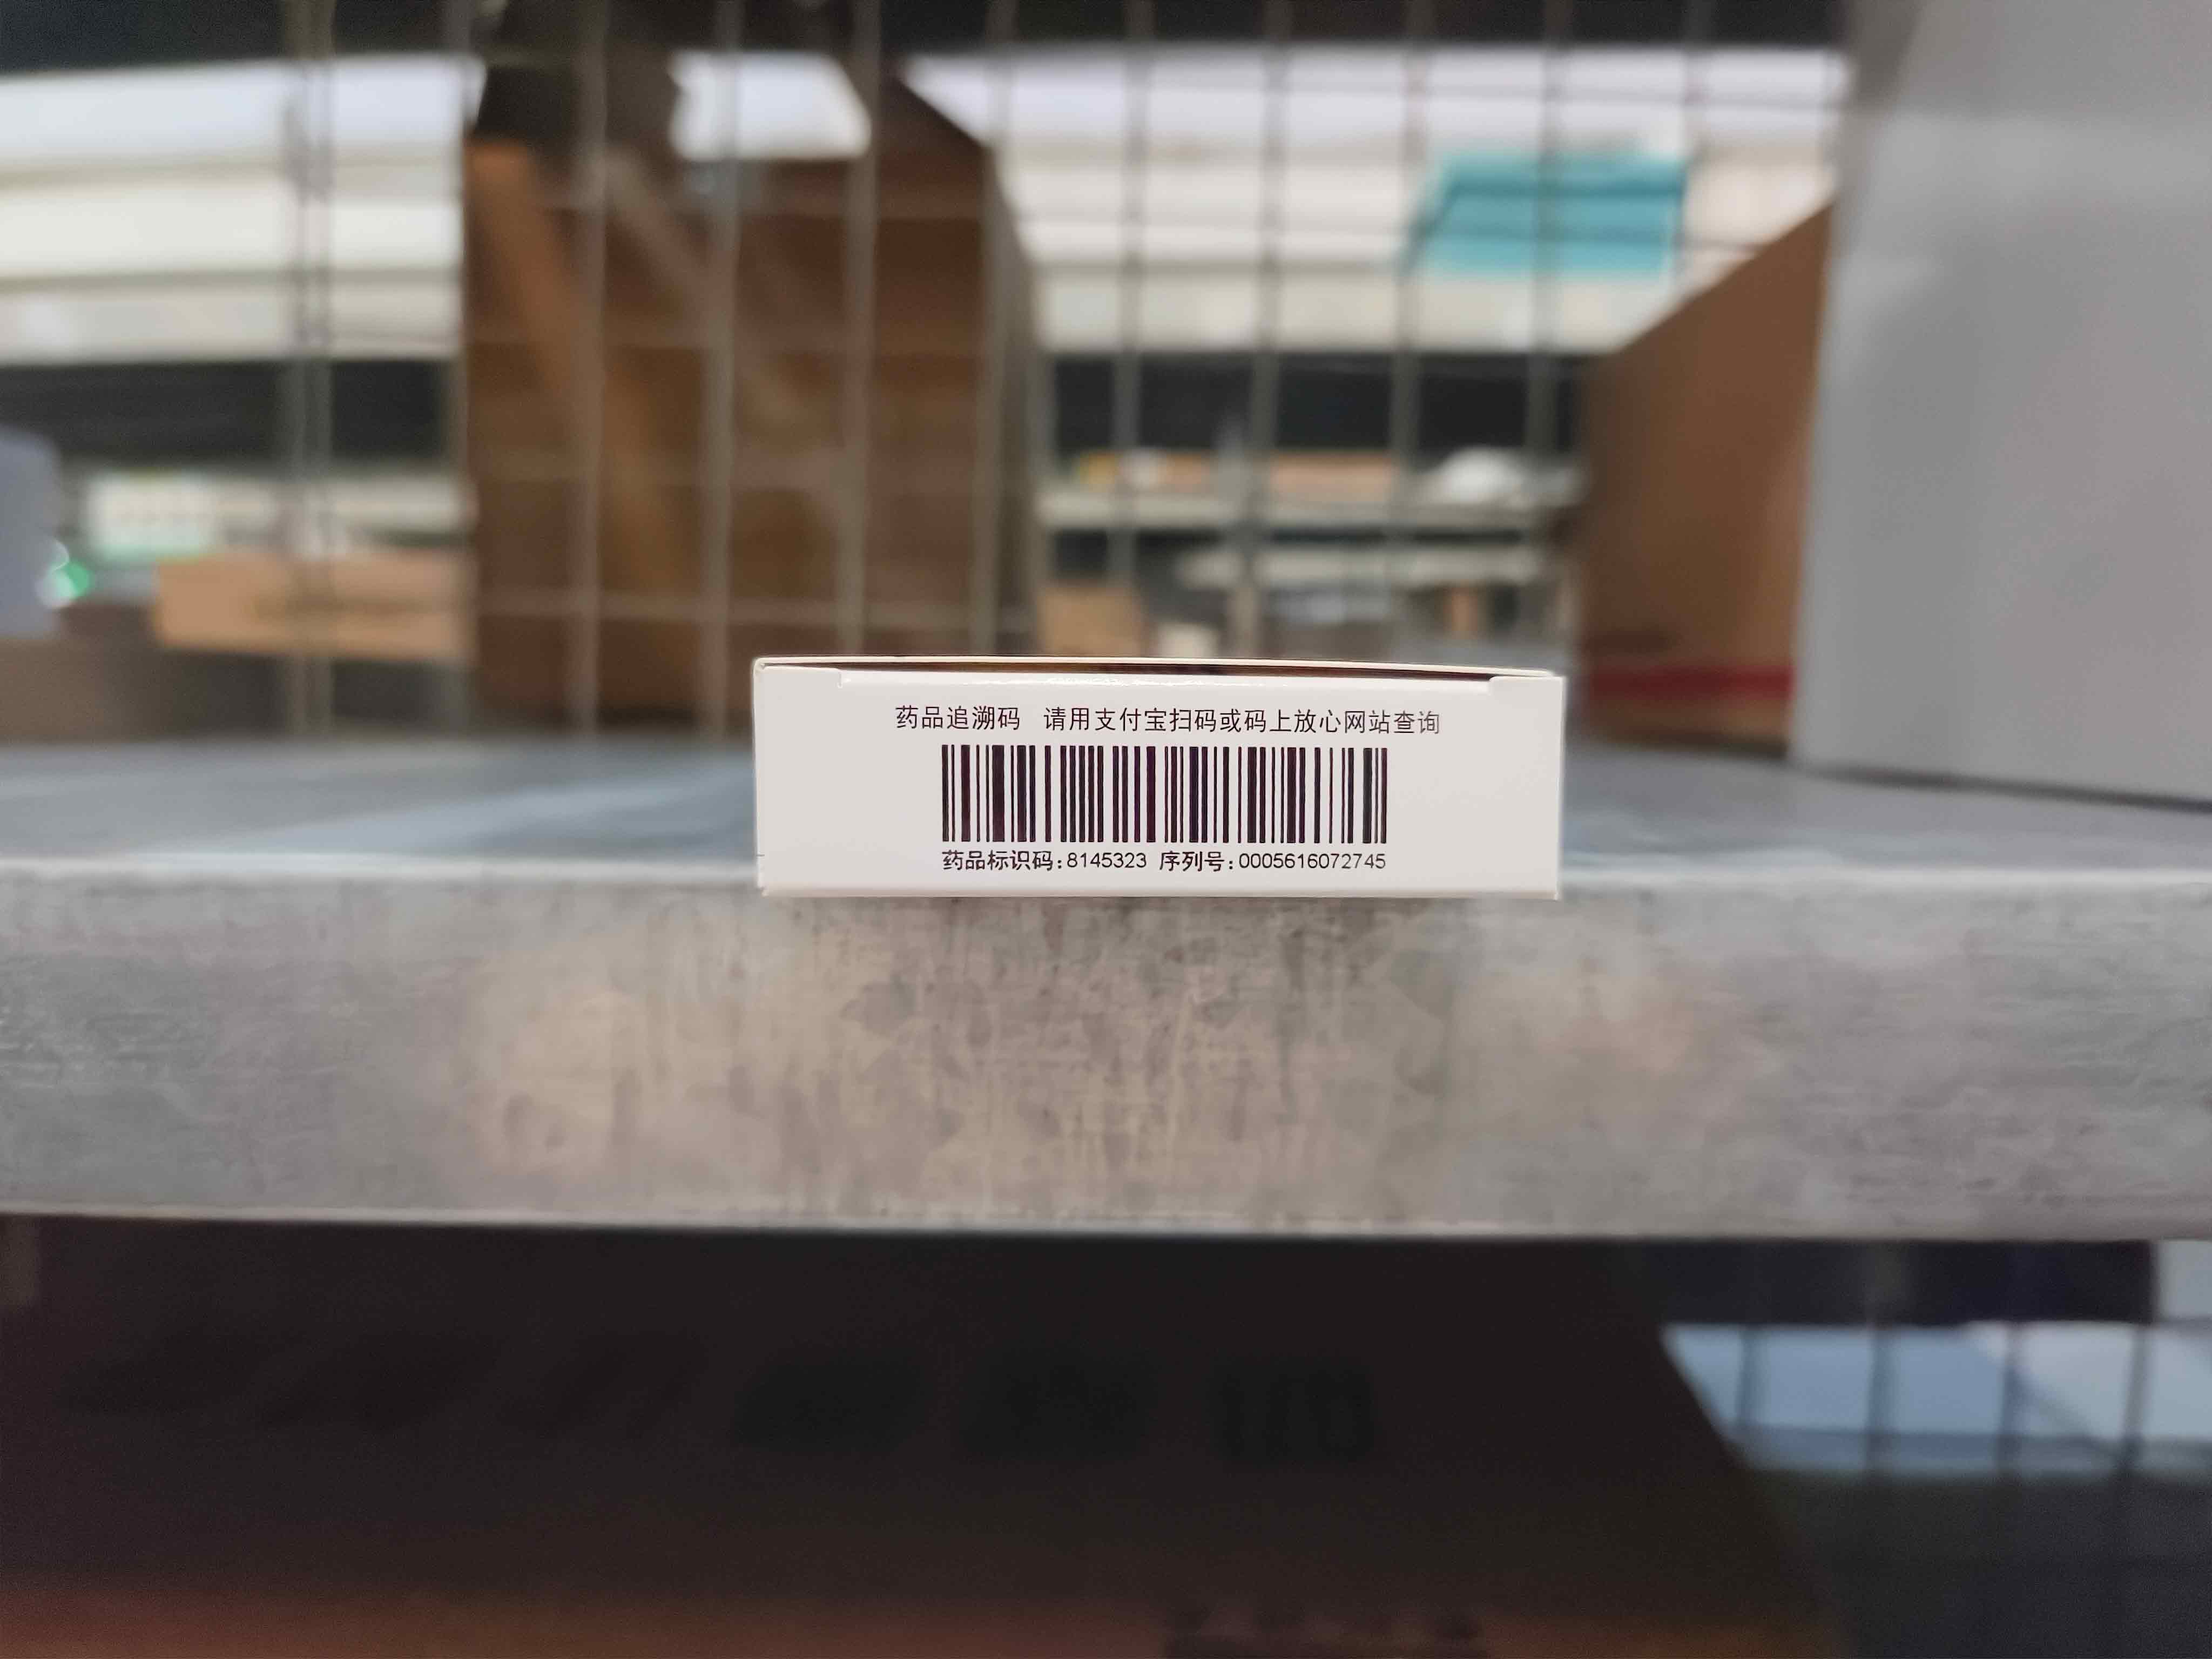 药品追溯码 请用支付宝扫码或码上放心网站查询
药品标识码:8145323 序列号:0005616072745